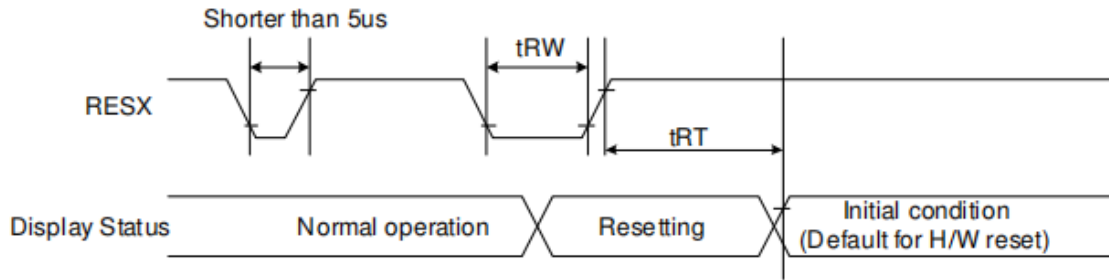 Shorter than 5us
tRW
RESX
tRT
Display Status
Normal operation
Resetting
Initial condition
(Default for H/W reset)